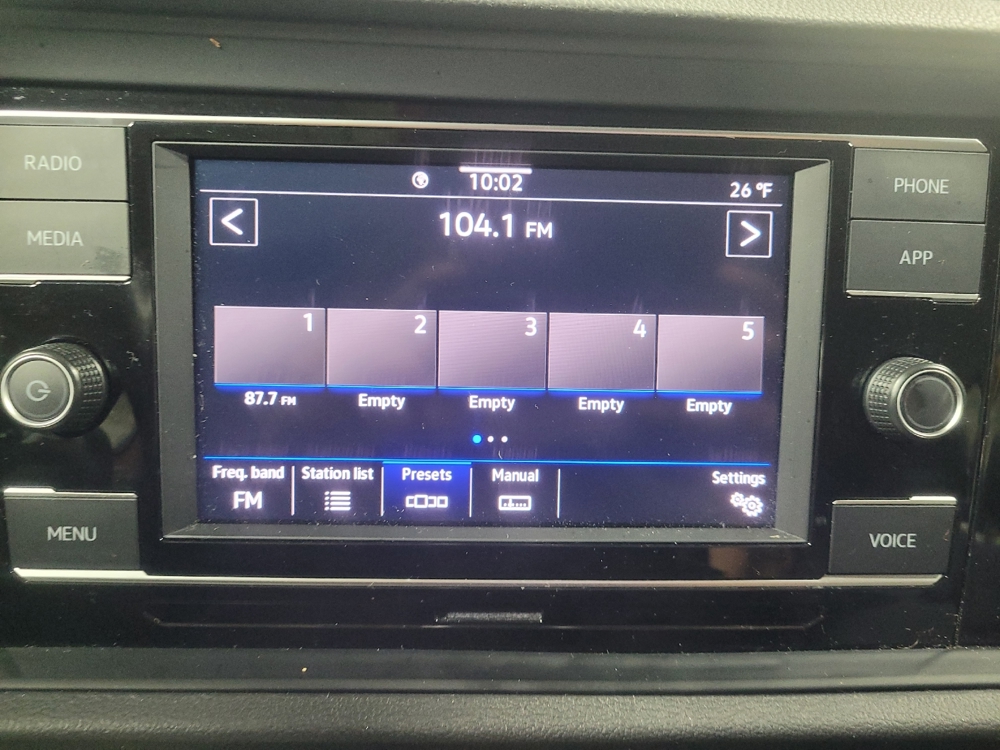 RADIO
MEDIA
MENU
PHONE
APP
VOICE
10:02
26 °F
<
104.1 FM
>
1 2 3 4 5
87.7 FM Empty Empty Empty Empty
Freq. band Station list Presets Manual Settings
FM